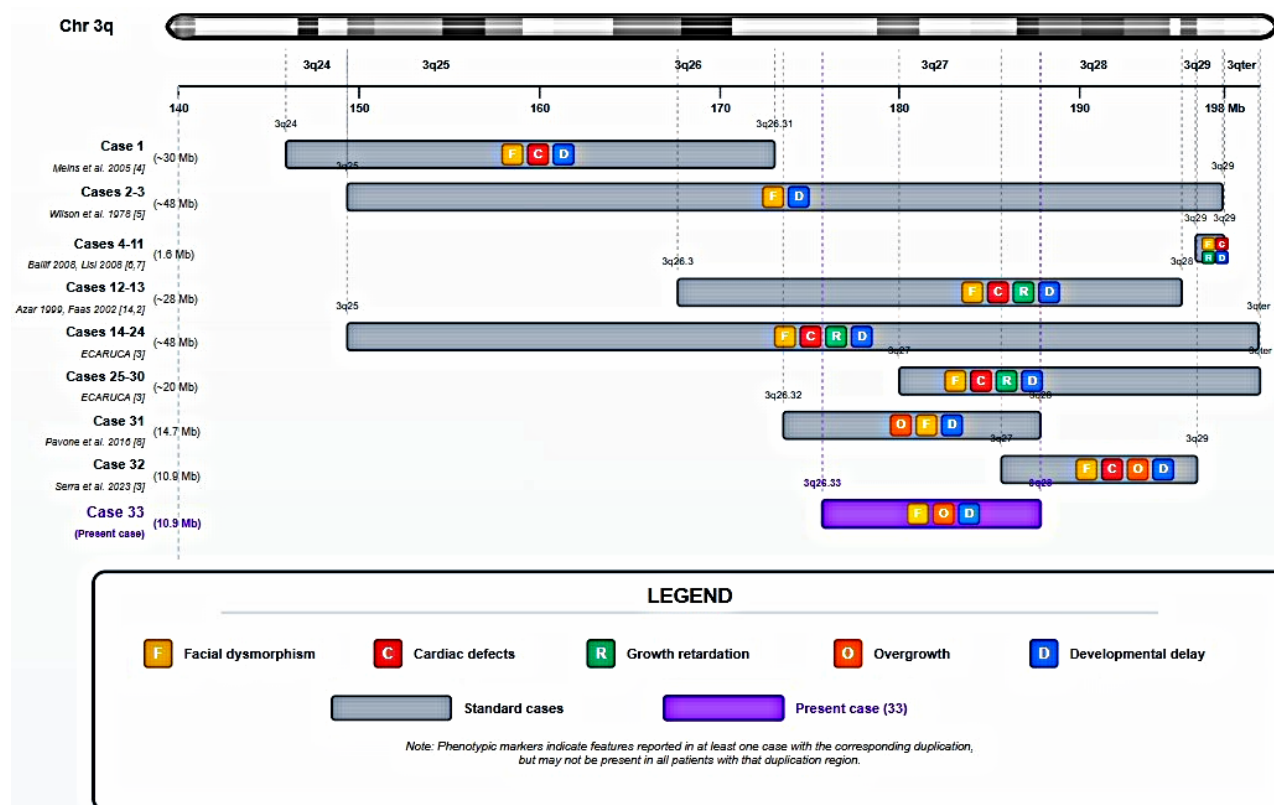 Chr 3q
3q24 3q25 3q26 3q27 3q28 3q29 3qter
140 150 160 170 180 190 198 Mb
3q24 3q26.31
Case 1 (~30 Mb) F C D
Meins et al. 2005 [4]
3q25 3q29
Cases 2-3 (~48 Mb) F D
Wilson et al. 1978 [5]
3q29 3q29
Cases 4-11 (1.6 Mb) F C R D
Ballif 2008, Lisi 2008 [6,7]
3q26.3 3q28
Cases 12-13 (~28 Mb) F C R D
Azar 1999, Faas 2002 [14,2]
3q25 3qter
Cases 14-24 (~48 Mb) F C R D
ECARUCA [3]
3q27 3qter
Cases 25-30 (~20 Mb) F C R D
ECARUCA [3]
3q26.32 3q28
Case 31 (14.7 Mb) O F D
Pavone et al. 2016 [8]
3q27 3q29
Case 32 (10.9 Mb) F C O D
Serra et al. 2023 [3]
3q26.33 3q28
Case 33 (10.9 Mb) F O D
(Present case)
LEGEND
F Facial dysmorphism C Cardiac defects R Growth retardation O Overgrowth D Developmental delay
Standard cases Present case (33)
Note: Phenotypic markers indicate features reported in at least one case with the corresponding duplication,
but may not be present in all patients with that duplication region.